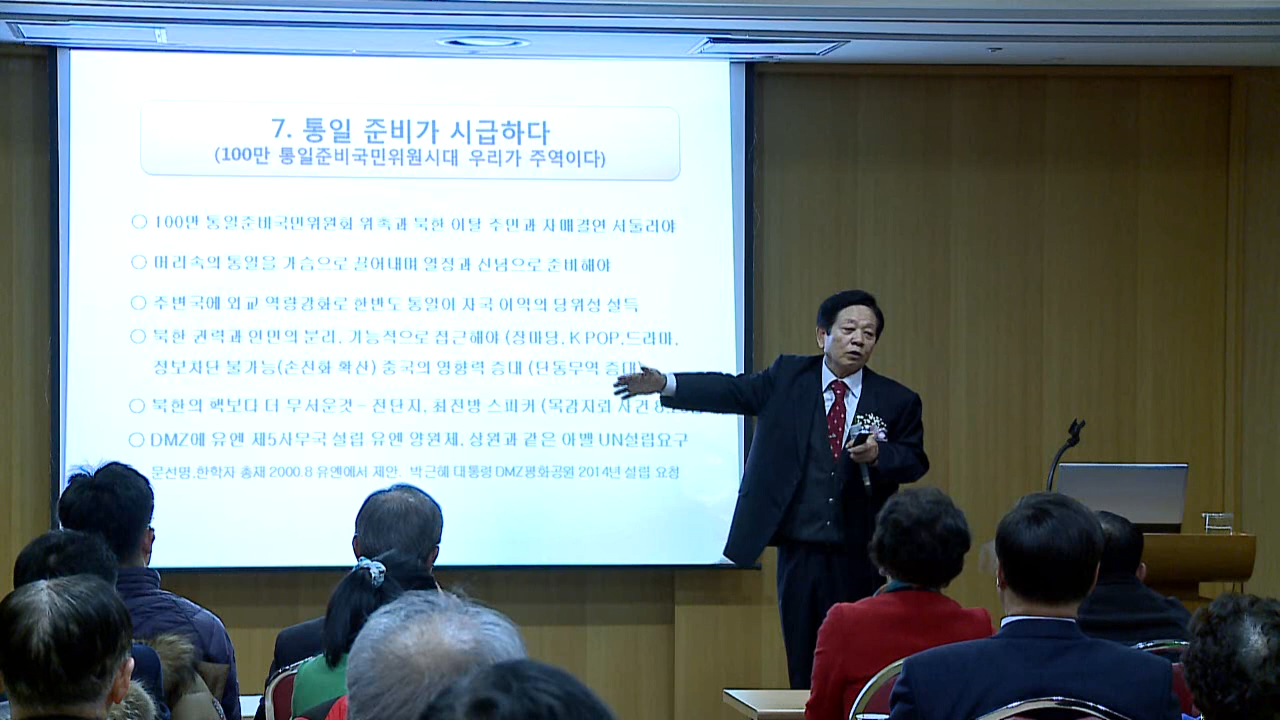 7. 통일 준비가 시급하다
(100만 통일준비국민위원시대 우리가 주역이다)
○ 100만 통일준비국민위원회 위촉과 북한 이탈 주민과 자매결연 서둘러야
○ 머리속의 통일을 가슴으로 끌어내며 열정과 신념으로 준비해야
○ 주변국에 외교 역량강화로 한반도 통일이 자국 이익의 당위성 설득
○ 북한 권력과 인민의 분리, 기능적으로 접근해야 (장마당, K POP,드라마,
정보차단 불가능(손전화 확산) 중국의 영향력 증대 (단동무역 증대)
○ 북한의 핵보다 더 무서운것- 전단지, 최전방 스피커 (목함지뢰 사건
○ DMZ에 유엔 제5사무국 설립 유엔 양원제, 상원과 같은 아벨 UN설립요구
문선명,한학자 총재 2000.8 유엔에서 제안, 박근혜 대통령 DMZ평화공원 2014년 설립 요청